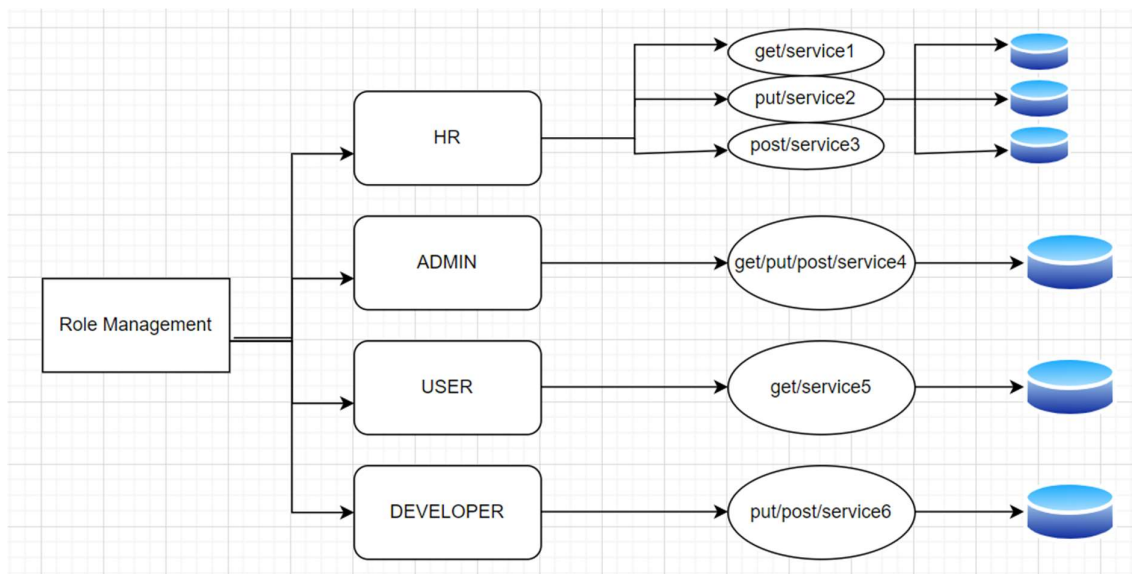 Role Management
HR
ADMIN
USER
DEVELOPER
get/service1
put/service2
post/service3
get/put/post/service4
get/service5
put/post/service6